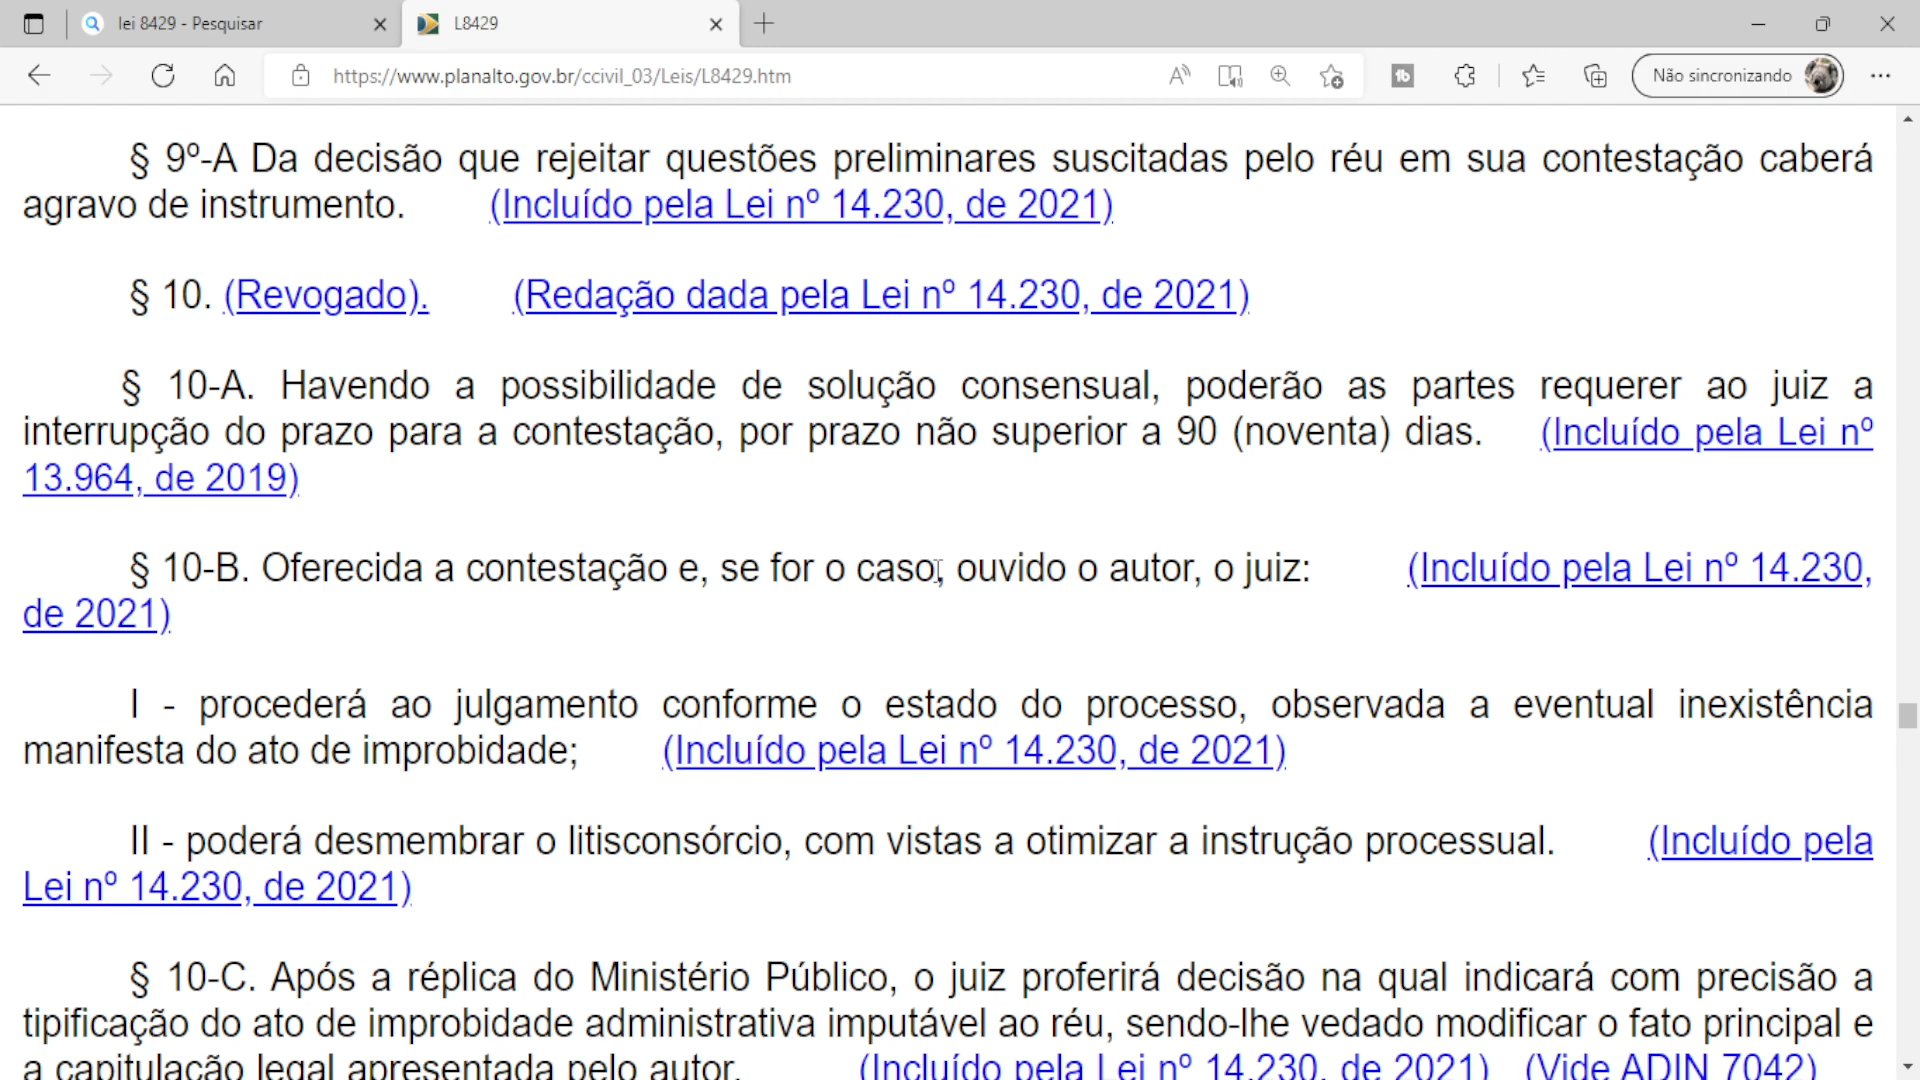 lei 8429 - Pesquisar
L8429
https://www.planalto.gov.br/ccivil_03/Leis/L8429.htm
Não sincronizando
§ 9º-A Da decisão que rejeitar questões preliminares suscitadas pelo réu em sua contestação caberá
agravo de instrumento. (Incluído pela Lei nº 14.230, de 2021)
§ 10. (Revogado). (Redação dada pela Lei nº 14.230, de 2021)
§ 10-A. Havendo a possibilidade de solução consensual, poderão as partes requerer ao juiz a
interrupção do prazo para a contestação, por prazo não superior a 90 (noventa) dias. (Incluído pela Lei nº
13.964, de 2019)
§ 10-B. Oferecida a contestação e, se for o caso, ouvido o autor, o juiz: (Incluído pela Lei nº 14.230,
de 2021)
I - procederá ao julgamento conforme o estado do processo, observada a eventual inexistência
manifesta do ato de improbidade; (Incluído pela Lei nº 14.230, de 2021)
II - poderá desmembrar o litisconsórcio, com vistas a otimizar a instrução processual. (Incluído pela
Lei nº 14.230, de 2021)
§ 10-C. Após a réplica do Ministério Público, o juiz proferirá decisão na qual indicará com precisão a
tipificação do ato de improbidade administrativa imputável ao réu, sendo-lhe vedado modificar o fato principal e
a capitulação legal apresentada pelo autor. (Incluído pela Lei nº 14.230, de 2021) (Vide ADIN 7042)